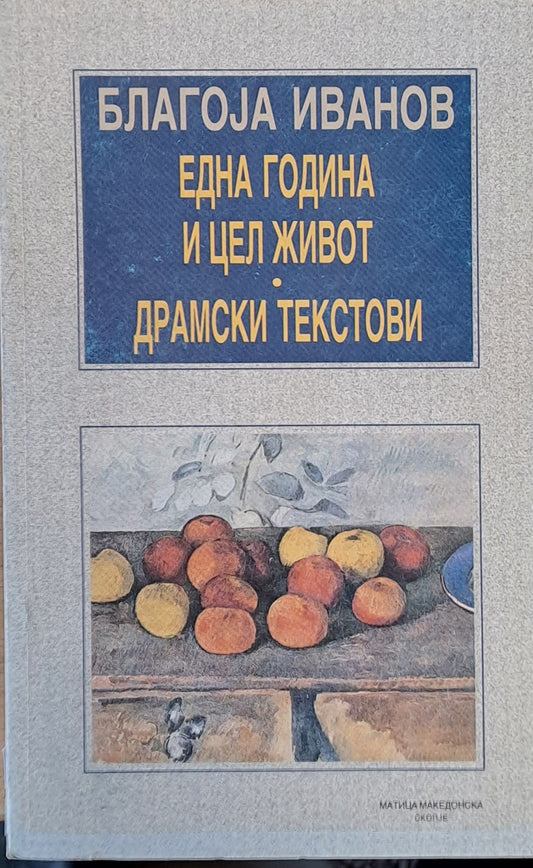 БЛАГОЈА ИВАНОВ
ЕДНА ГОДИНА
И ЦЕЛ ЖИВОТ
•
ДРАМСКИ ТЕКСТОВИ
МАТИЦА МАКЕДОНСКА
СКОПЈЕ